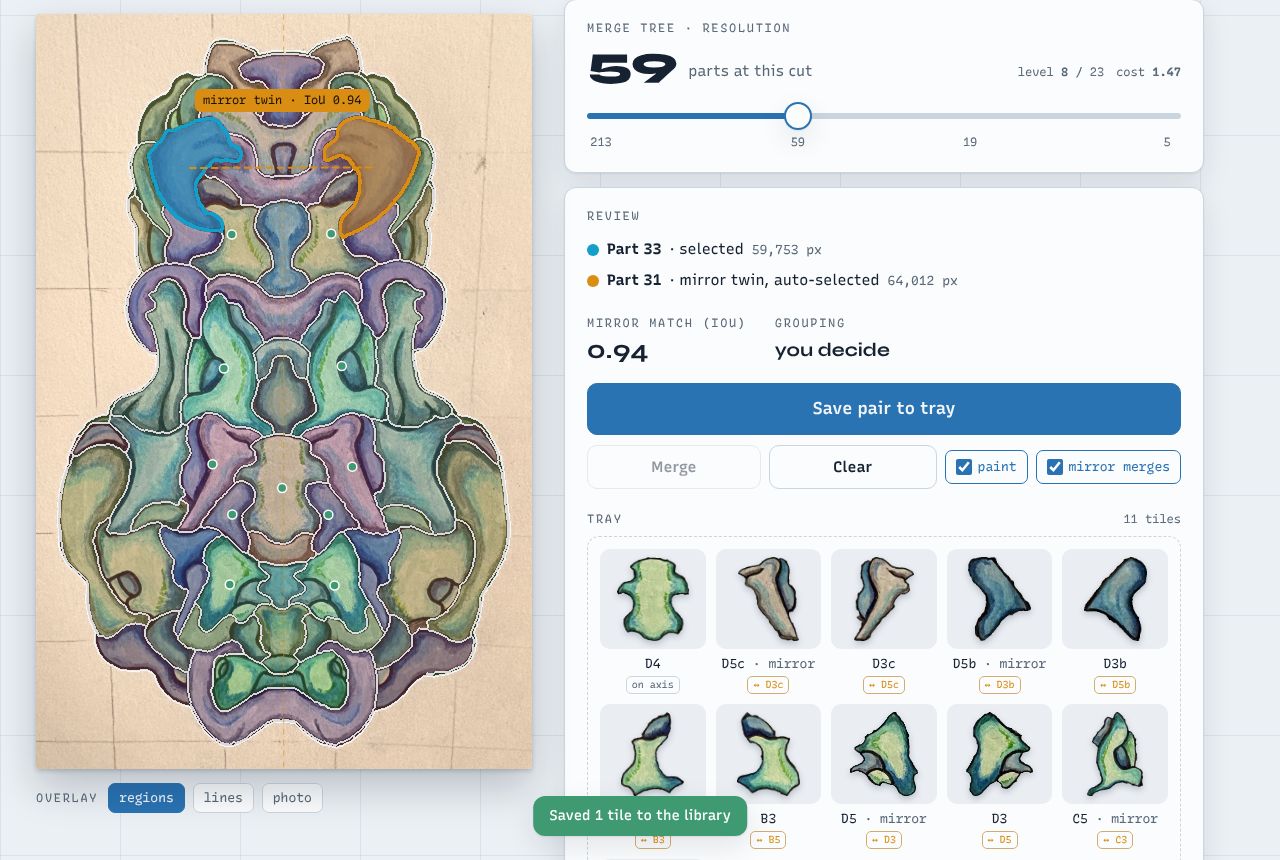 mirror twin · IoU 0.94
OVERLAY regions lines photo
MERGE TREE · RESOLUTION
59 parts at this cut level 8 / 23 cost 1.47
213 59 19 5
REVIEW
Part 33 · selected 59,753 px
Part 31 · mirror twin, auto-selected 64,012 px
MIRROR MATCH (IOU) GROUPING
0.94 you decide
Save pair to tray
Merge Clear paint mirror merges
TRAY 11 tiles
D4 D5c · mirror D3c D5b · mirror D3b
on axis ↔ D3c ↔ D5c ↔ D3b ↔ D5b
Saved 1 tile to the library
B3 D5 · mirror D3 C5 · mirror
↔ B3 ↔ B5 ↔ D3 ↔ D5 ↔ C3